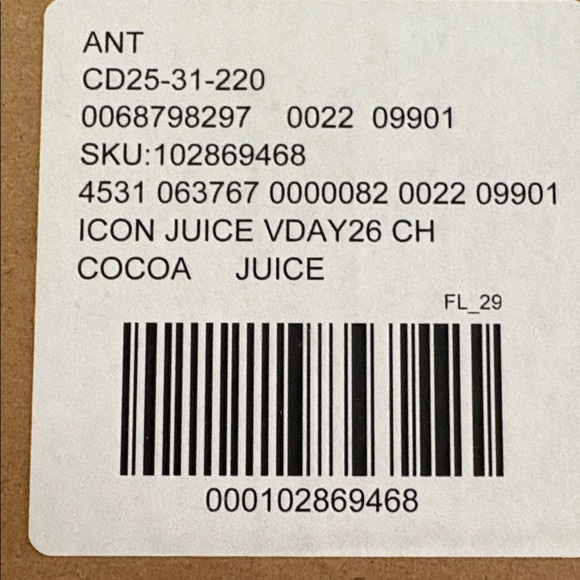 ANT
CD25-31-220
0068798297 0022 09901
SKU:102869468
4531 063767 0000082 0022 09901
ICON JUICE VDAY26 CH
COCOA JUICE
FL_29
000102869468